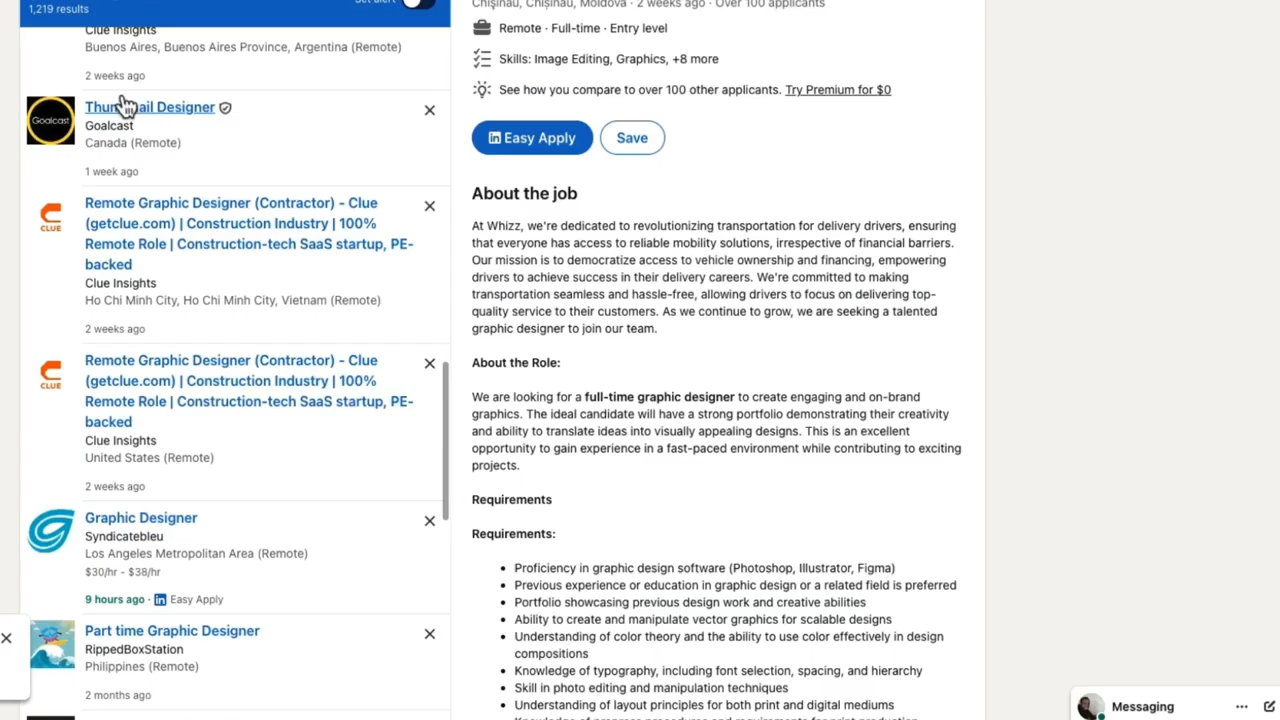 1,219 results
Set alert
Clue Insights
Buenos Aires, Buenos Aires Province, Argentina (Remote)
2 weeks ago
Goalcast
Thumbnail Designer
Goalcast
Canada (Remote)
1 week ago
CLUE
Remote Graphic Designer (Contractor) - Clue
(getclue.com) | Construction Industry | 100%
Remote Role | Construction-tech SaaS startup, PE-
backed
Clue Insights
Ho Chi Minh City, Ho Chi Minh City, Vietnam (Remote)
2 weeks ago
CLUE
Remote Graphic Designer (Contractor) - Clue
(getclue.com) | Construction Industry | 100%
Remote Role | Construction-tech SaaS startup, PE-
backed
Clue Insights
United States (Remote)
2 weeks ago
Graphic Designer
Syndicatebleu
Los Angeles Metropolitan Area (Remote)
$30/hr - $38/hr
9 hours ago · in Easy Apply
Part time Graphic Designer
RippedBoxStation
Philippines (Remote)
2 months ago
Chişinău, Chişinău, Moldova · 2 weeks ago · Over 100 applicants
Remote · Full-time · Entry level
Skills: Image Editing, Graphics, +8 more
See how you compare to over 100 other applicants. Try Premium for $0
in Easy Apply
Save
About the job
At Whizz, we're dedicated to revolutionizing transportation for delivery drivers, ensuring
that everyone has access to reliable mobility solutions, irrespective of financial barriers.
Our mission is to democratize access to vehicle ownership and financing, empowering
drivers to achieve success in their delivery careers. We're committed to making
transportation seamless and hassle-free, allowing drivers to focus on delivering top-
quality service to their customers. As we continue to grow, we are seeking a talented
graphic designer to join our team.
About the Role:
We are looking for a full-time graphic designer to create engaging and on-brand
graphics. The ideal candidate will have a strong portfolio demonstrating their creativity
and ability to translate ideas into visually appealing designs. This is an excellent
opportunity to gain experience in a fast-paced environment while contributing to exciting
projects.
Requirements
Requirements:
• Proficiency in graphic design software (Photoshop, Illustrator, Figma)
• Previous experience or education in graphic design or a related field is preferred
• Portfolio showcasing previous design work and creative abilities
• Ability to create and manipulate vector graphics for scalable designs
• Understanding of color theory and the ability to use color effectively in design
compositions
• Knowledge of typography, including font selection, spacing, and hierarchy
• Skill in photo editing and manipulation techniques
• Understanding of layout principles for both print and digital mediums
Messaging